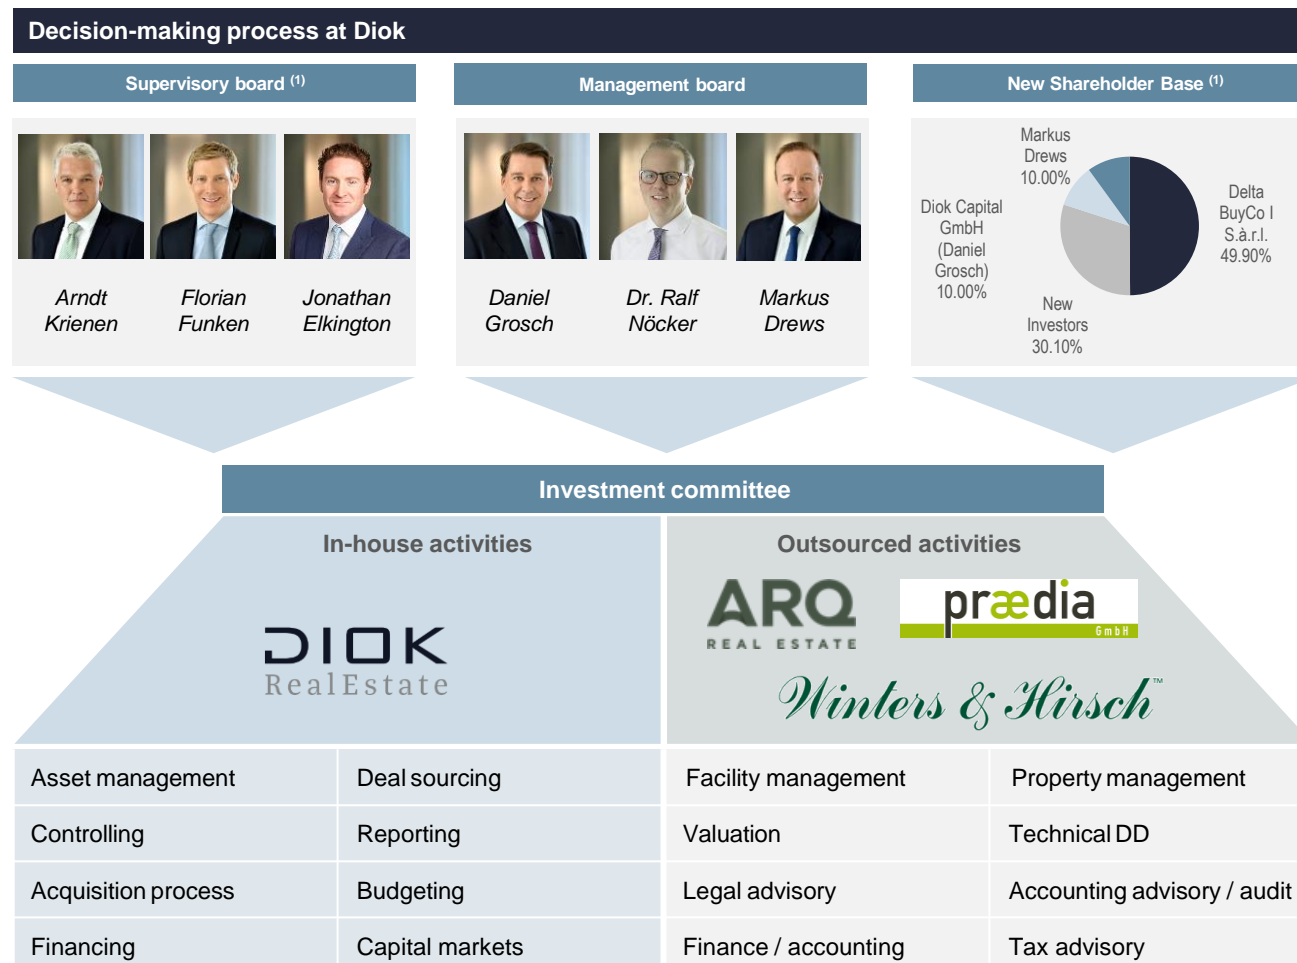 Decision-making process at Diok
Supervisory board (1)
Arndt
Krienen
Florian
Funken
Jonathan
Elkington
Management board
Daniel
Grosch
Dr. Ralf
Nöcker
Markus
Drews
New Shareholder Base (1)
Markus
Drews
10.00%
Diok Capital
GmbH
(Daniel
Grosch)
10.00%
Delta
BuyCo I
S.à.r.l.
49.90%
New
Investors
30.10%
Investment committee
In-house activities
DIOK
RealEstate
Outsourced activities
ARQ
REAL ESTATE
prædia
GmbH
Winters & Hirsch™
Asset management
Deal sourcing
Facility management
Property management
Controlling
Reporting
Valuation
Technical DD
Acquisition process
Budgeting
Legal advisory
Accounting advisory / audit
Financing
Capital markets
Finance / accounting
Tax advisory